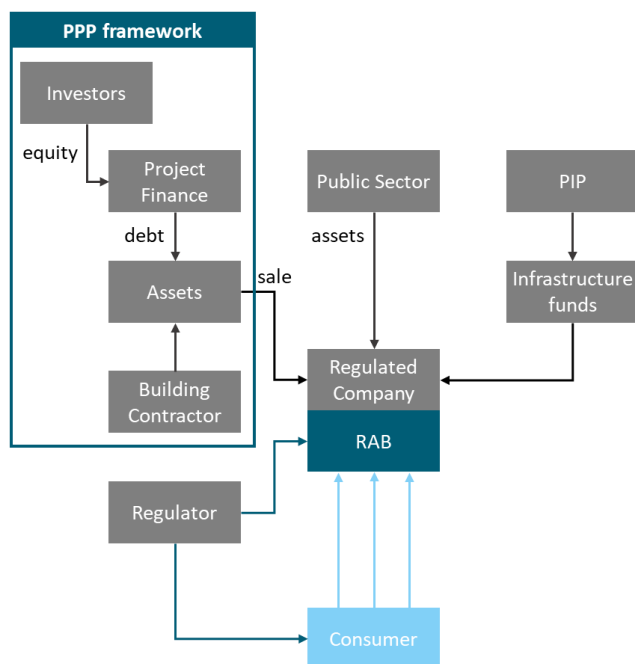 PPP framework
Investors
equity
Project
Finance
Public Sector
PIP
debt
assets
Assets
sale
Infrastructure
funds
Building
Contractor
Regulated
Company
RAB
Regulator
Consumer